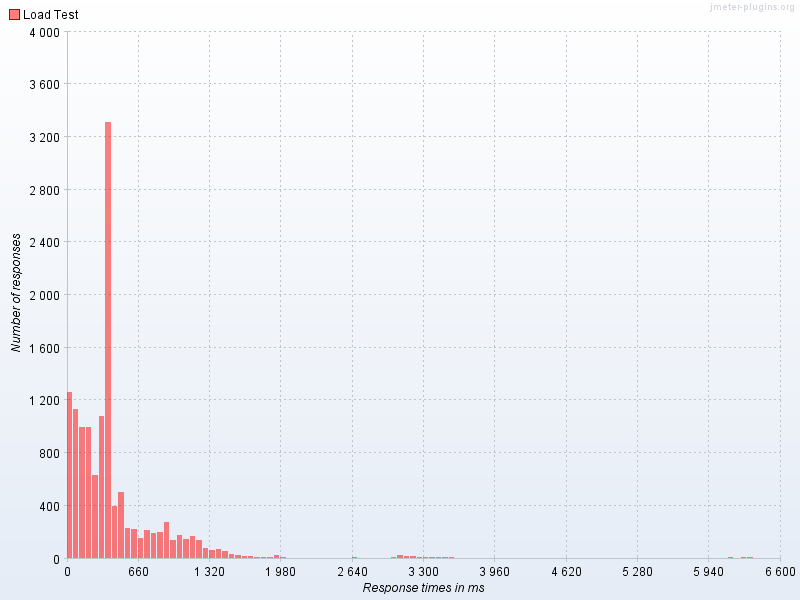 jmeter-plugins.org
Load Test
4 000
3 600
3 200
2 800
2 400
2 000
1 600
1 200
800
400
0
Number of responses
0 660 1 320 1 980 2 640 3 300 3 960 4 620 5 280 5 940 6 600
Response times in ms